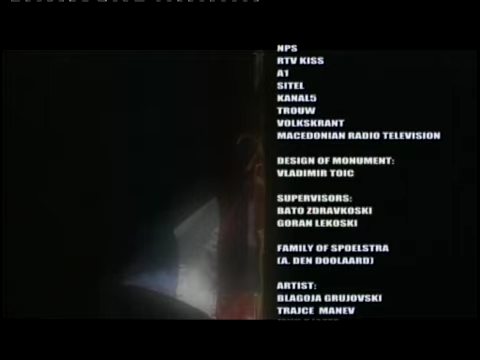 NPS
RTV KISS
A1
SITEL
KANAL5
TROUW
VOLKSKRANT
MACEDONIAN RADIO TELEVISION
DESIGN OF MONUMENT:
VLADIMIR TOIC
SUPERVISORS:
BATO ZDRAVKOSKI
GORAN LEKOSKI
FAMILY OF SPOELSTRA
(A. DEN DOOLAARD)
ARTIST:
BLAGOJA GRUJOVSKI
TRAJCE MANEV